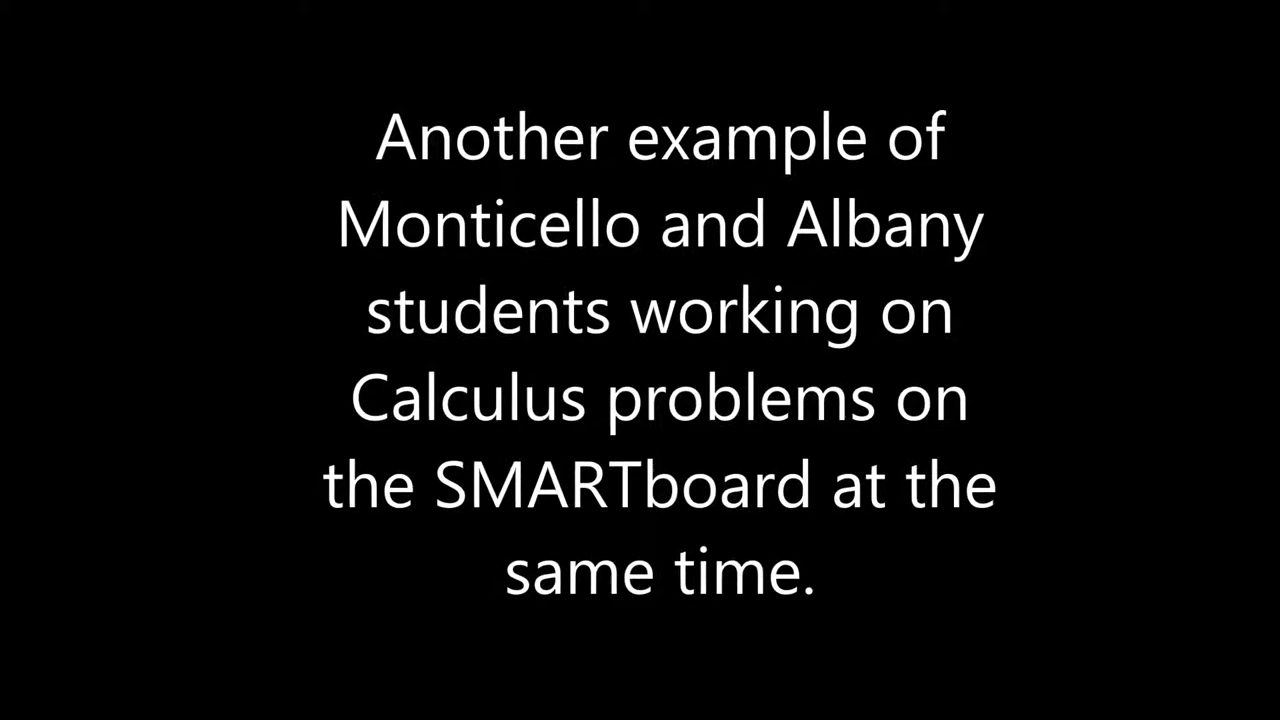 Another example of
Monticello and Albany
students working on
Calculus problems on
the SMARTboard at the
same time.